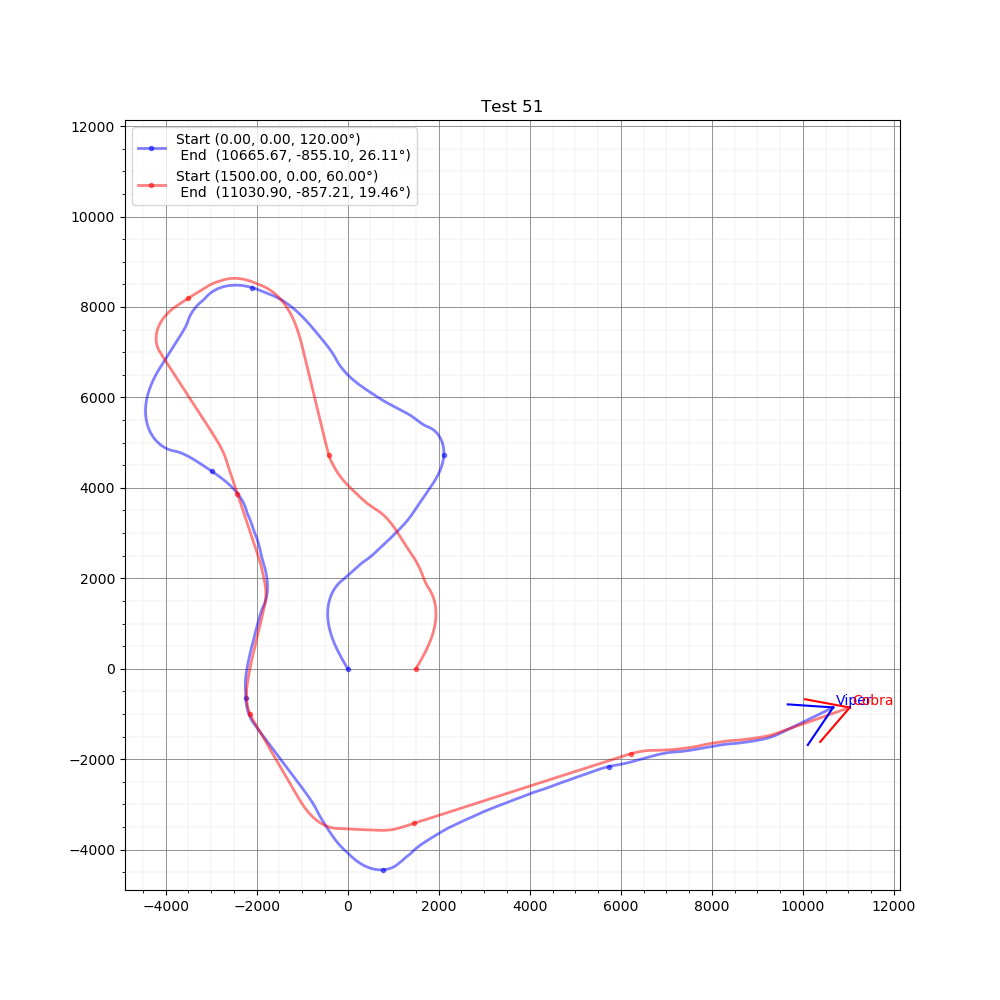 Test 51
Start (0.00, 0.00, 120.00°)
End (10665.67, -855.10, 26.11°)
Start (1500.00, 0.00, 60.00°)
End (11030.90, -857.21, 19.46°)
12000
10000
8000
6000
4000
2000
0
−2000
−4000
Viper
Cobra
−4000 −2000 0 2000 4000 6000 8000 10000 12000